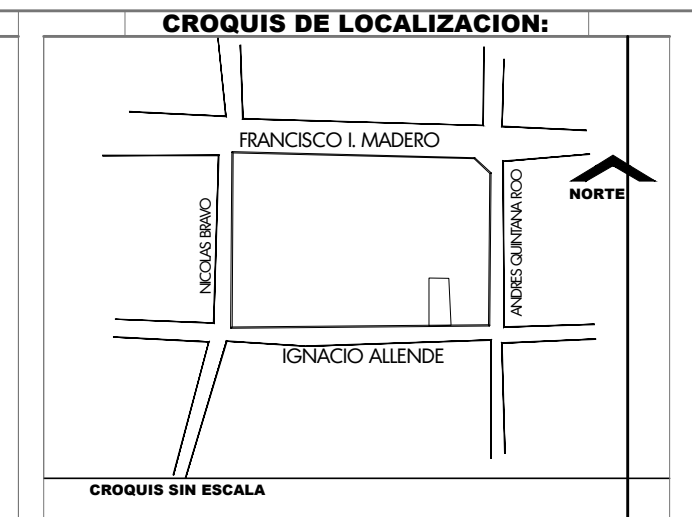 CROQUIS DE LOCALIZACION:
FRANCISCO I. MADERO
NORTE
NICOLAS BRAVO
ANDRES QUINTANA ROO
IGNACIO ALLENDE
CROQUIS SIN ESCALA